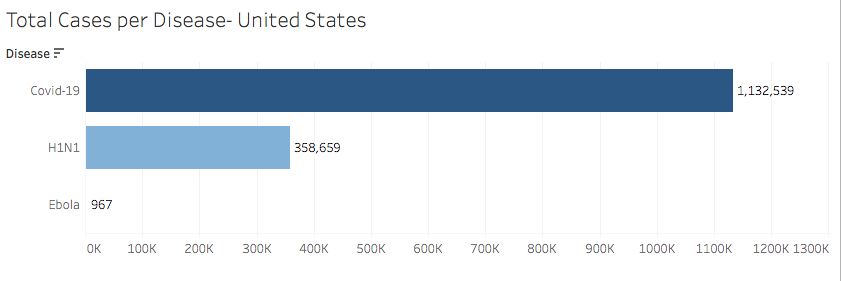 Total Cases per Disease- United States
Disease
Covid-19 1,132,539
H1N1 358,659
Ebola 967
0K 100K 200K 300K 400K 500K 600K 700K 800K 900K 1000K 1100K 1200K 1300K